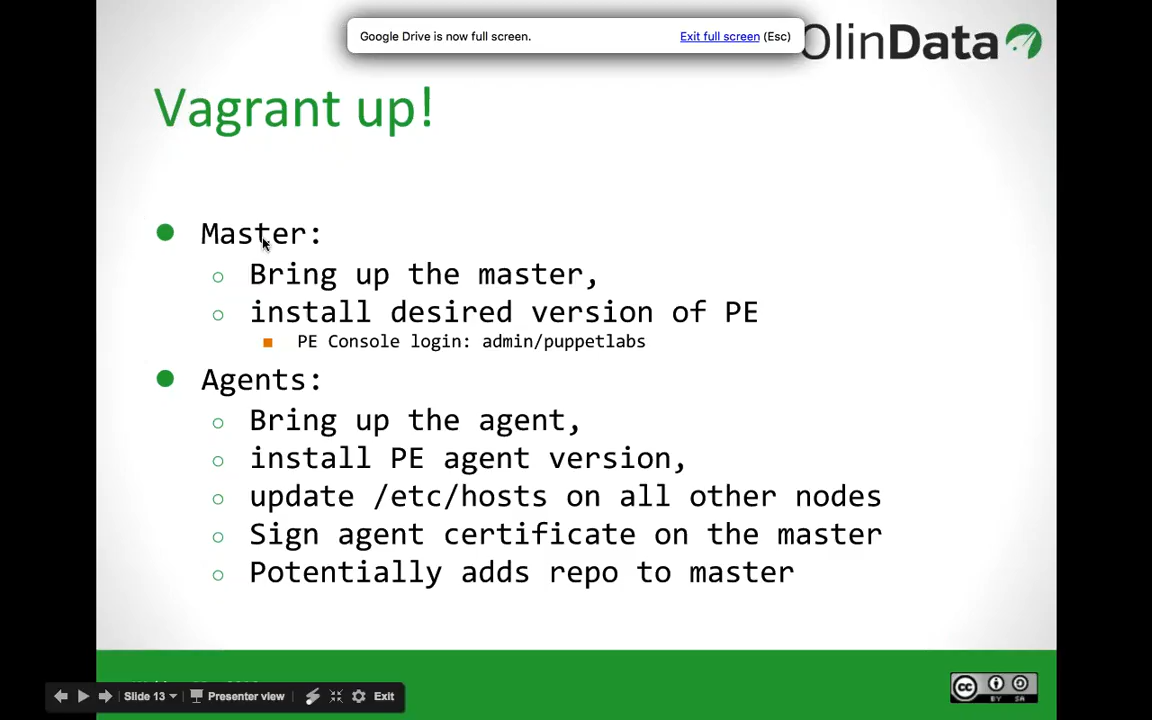 Google Drive is now full screen. Exit full screen (Esc)
OlinData
Vagrant up!
Master:
Bring up the master,
install desired version of PE
PE Console login: admin/puppetlabs
Agents:
Bring up the agent,
install PE agent version,
update /etc/hosts on all other nodes
Sign agent certificate on the master
Potentially adds repo to master
Slide 13 Presenter view Exit
cc BY SA